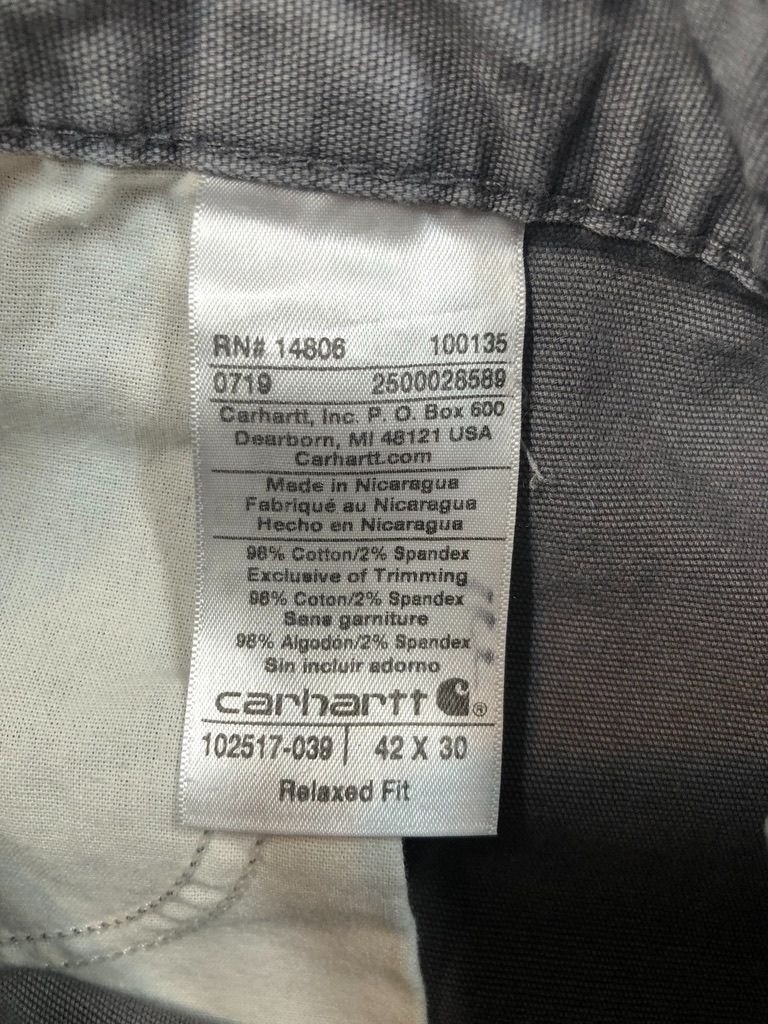 RN# 14806 100135
0719 2500028589
Carhartt, Inc. P. O. Box 600
Dearborn, MI 48121 USA
Carhartt.com
Made in Nicaragua
Fabriqué au Nicaragua
Hecho en Nicaragua
98% Cotton/2% Spandex
Exclusive of Trimming
98% Coton/2% Spandex
Sans garniture
98% Algodón/2% Spandex
Sin incluir adorno
carhartt ®
102517-039 | 42 X 30
Relaxed Fit